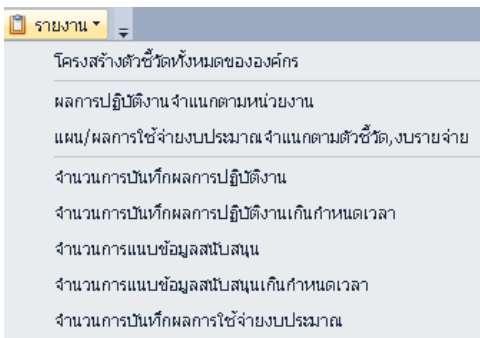 รายงาน
โครงสร้างตัวชี้วัดทั้งหมดขององค์กร
ผลการปฏิบัติงานจำแนกตามหน่วยงาน
แผน/ผลการใช้จ่ายงบประมาณจำแนกตามตัวชี้วัด,งบรายจ่าย
จำนวนการบันทึกผลการปฏิบัติงาน
จำนวนการบันทึกผลการปฏิบัติงานเกินกำหนดเวลา
จำนวนการแนบข้อมูลสนับสนุน
จำนวนการแนบข้อมูลสนับสนุนเกินกำหนดเวลา
จำนวนการบันทึกผลการใช้จ่ายงบประมาณ